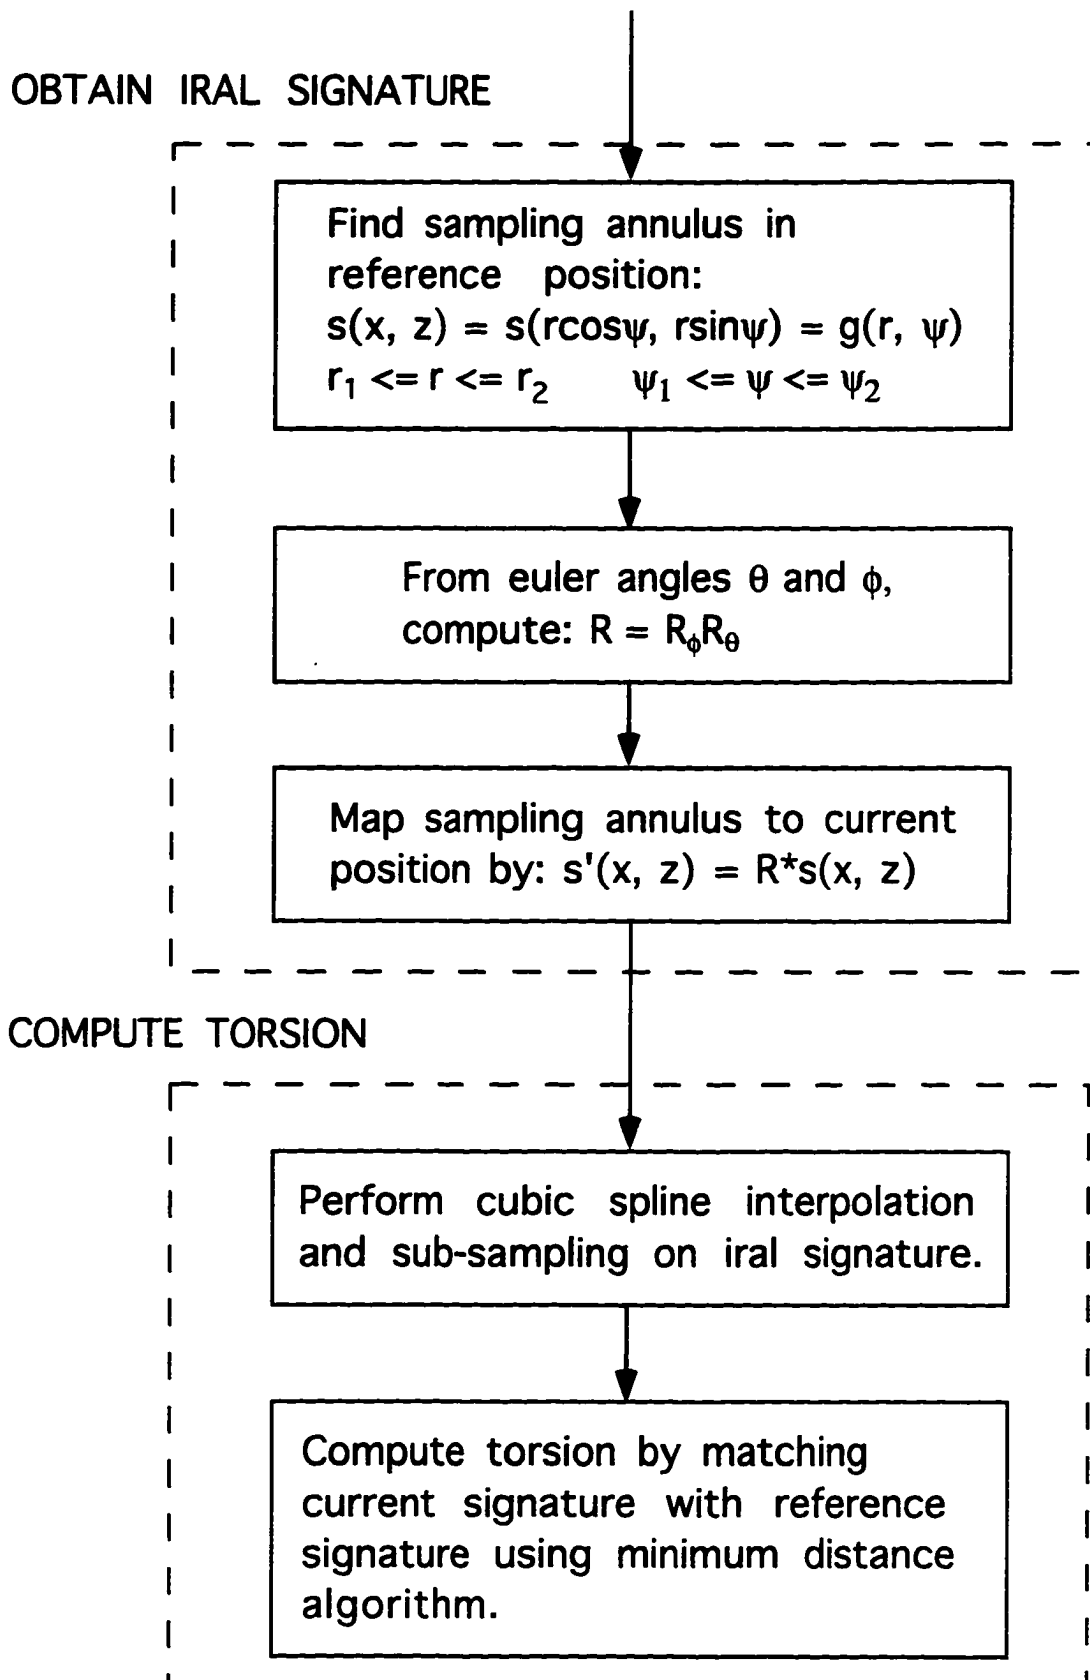 OBTAIN IRAL SIGNATURE
Find sampling annulus in
reference position:
s(x, z) = s(rcosψ, rsinψ) = g(r, ψ)
r₁ <= r <= r₂ ψ₁ <= ψ <= ψ₂
From euler angles θ and ϕ,
compute: R = RϕRθ
Map sampling annulus to current
position by: s'(x, z) = R*s(x, z)
COMPUTE TORSION
Perform cubic spline interpolation
and sub-sampling on iral signature.
Compute torsion by matching
current signature with reference
signature using minimum distance
algorithm.